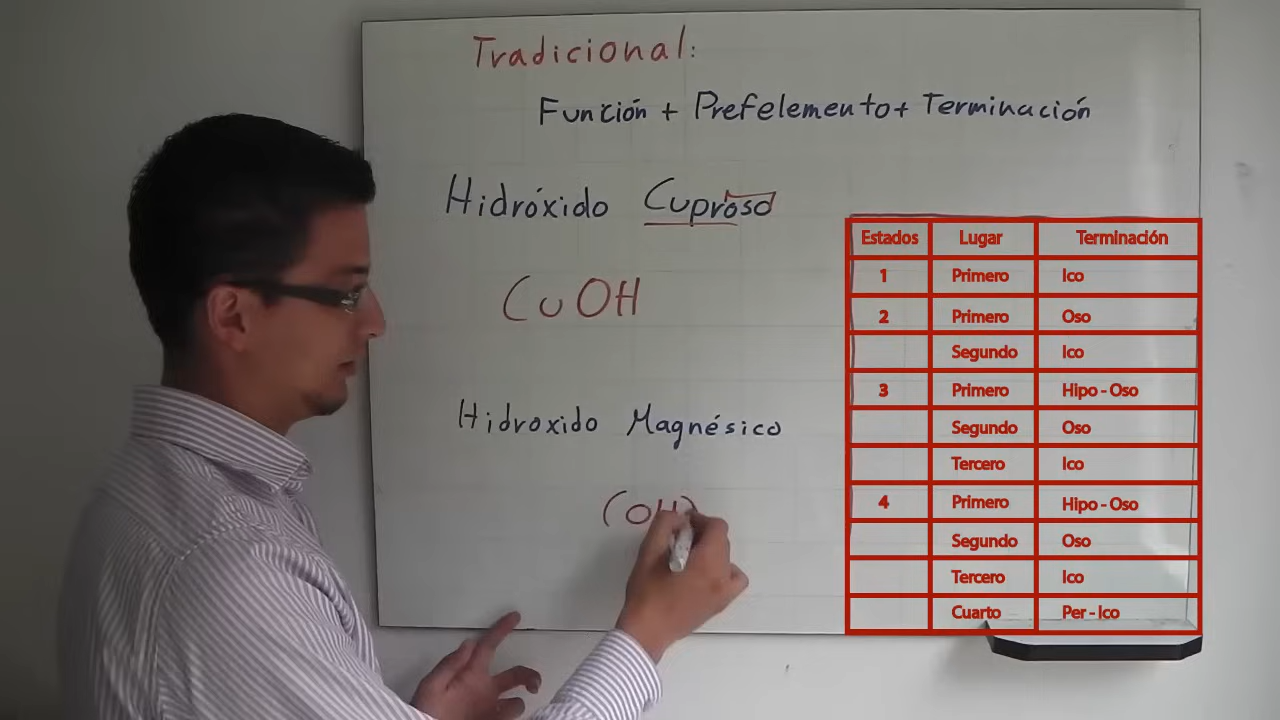 Tradicional:
Función + Prefelemento + Terminación
Hidróxido Cuproso
CuOH
Hidroxido Magnésico
(OH)
Estados Lugar Terminación
1 Primero Ico
2 Primero Oso
Segundo Ico
3 Primero Hipo - Oso
Segundo Oso
Tercero Ico
4 Primero Hipo - Oso
Segundo Oso
Tercero Ico
Cuarto Per - Ico